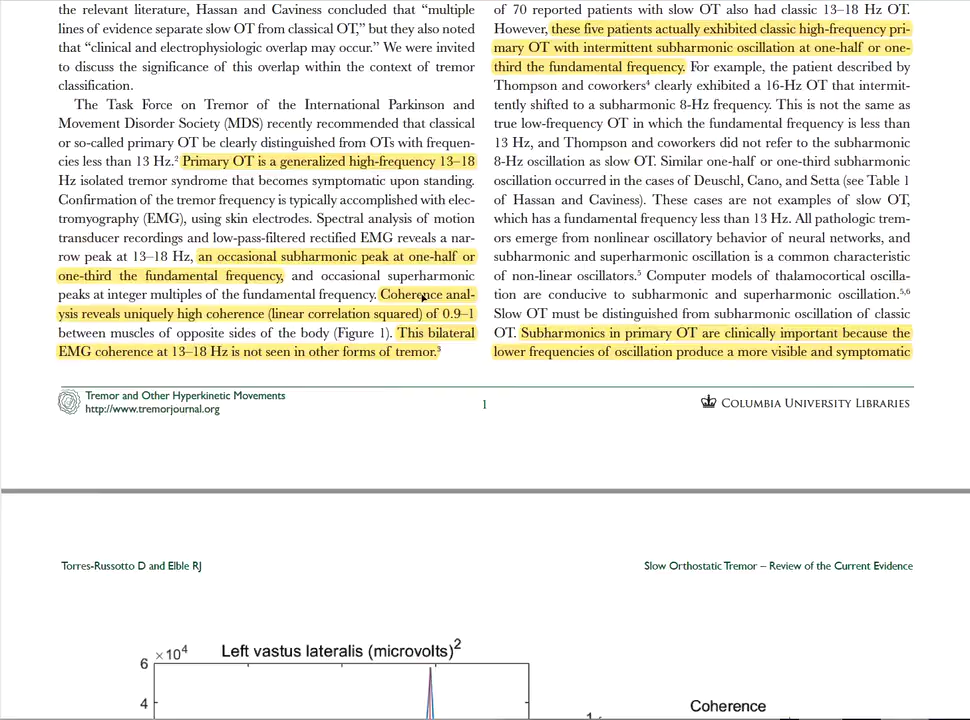 the relevant literature, Hassan and Caviness concluded that “multiple
lines of evidence separate slow OT from classical OT,” but they also noted
that “clinical and electrophysiologic overlap may occur.” We were invited
to discuss the significance of this overlap within the context of tremor
classification.
The Task Force on Tremor of the International Parkinson and
Movement Disorder Society (MDS) recently recommended that classical
or so-called primary OT be clearly distinguished from OTs with frequen-
cies less than 13 Hz.2 Primary OT is a generalized high-frequency 13–18
Hz isolated tremor syndrome that becomes symptomatic upon standing.
Confirmation of the tremor frequency is typically accomplished with elec-
tromyography (EMG), using skin electrodes. Spectral analysis of motion
transducer recordings and low-pass-filtered rectified EMG reveals a nar-
row peak at 13–18 Hz, an occasional subharmonic peak at one-half or
one-third the fundamental frequency, and occasional superharmonic
peaks at integer multiples of the fundamental frequency. Coherence anal-
ysis reveals uniquely high coherence (linear correlation squared) of 0.9–1
between muscles of opposite sides of the body (Figure 1). This bilateral
EMG coherence at 13–18 Hz is not seen in other forms of tremor.3
of 70 reported patients with slow OT also had classic 13–18 Hz OT.
However, these five patients actually exhibited classic high-frequency pri-
mary OT with intermittent subharmonic oscillation at one-half or one-
third the fundamental frequency. For example, the patient described by
Thompson and coworkers4 clearly exhibited a 16-Hz OT that intermit-
tently shifted to a subharmonic 8-Hz frequency. This is not the same as
true low-frequency OT in which the fundamental frequency is less than
13 Hz, and Thompson and coworkers did not refer to the subharmonic
8-Hz oscillation as slow OT. Similar one-half or one-third subharmonic
oscillation occurred in the cases of Deuschl, Cano, and Setta (see Table 1
of Hassan and Caviness). These cases are not examples of slow OT,
which has a fundamental frequency less than 13 Hz. All pathologic trem-
ors emerge from nonlinear oscillatory behavior of neural networks, and
subharmonic and superharmonic oscillation is a common characteristic
of non-linear oscillators.5 Computer models of thalamocortical oscilla-
tion are conducive to subharmonic and superharmonic oscillation.5,6
Slow OT must be distinguished from subharmonic oscillation of classic
OT. Subharmonics in primary OT are clinically important because the
lower frequencies of oscillation produce a more visible and symptomatic
Tremor and Other Hyperkinetic Movements
http://www.tremorjournal.org
1
COLUMBIA UNIVERSITY LIBRARIES
Torres-Russotto D and Elble RJ
Slow Orthostatic Tremor – Review of the Current Evidence
Left vastus lateralis (microvolts)2
×104
6
4
Coherence
1